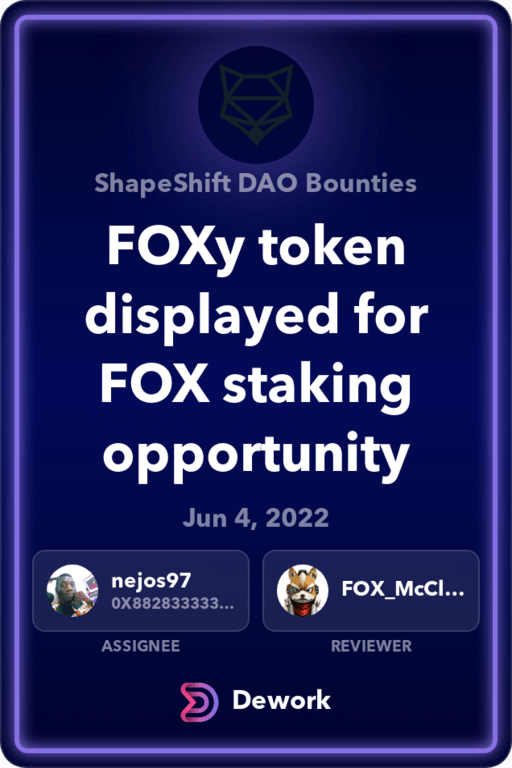 ShapeShift DAO Bounties
FOXy token
displayed for
FOX staking
opportunity
Jun 4, 2022
nejos97
0X882833333...
FOX_McCl...
ASSIGNEE
REVIEWER
Dework